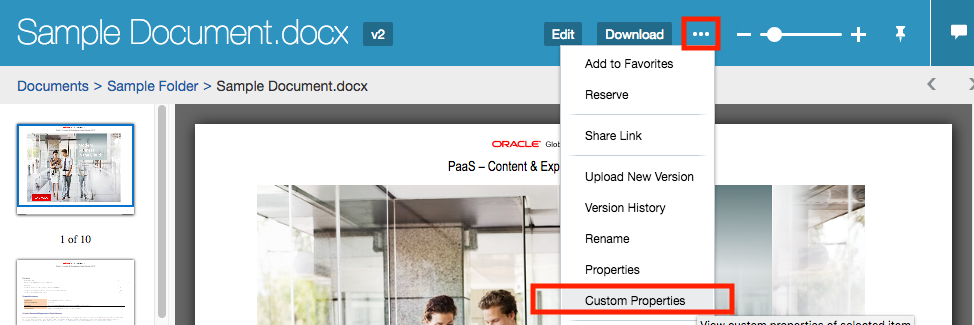 Sample Document.docx v2 Edit Download
Documents > Sample Folder > Sample Document.docx
Add to Favorites
Reserve
Share Link
Upload New Version
Version History
Rename
Properties
Custom Properties
View custom properties of selected item
1 of 10
ORACLE Glob
PaaS – Content & Exp